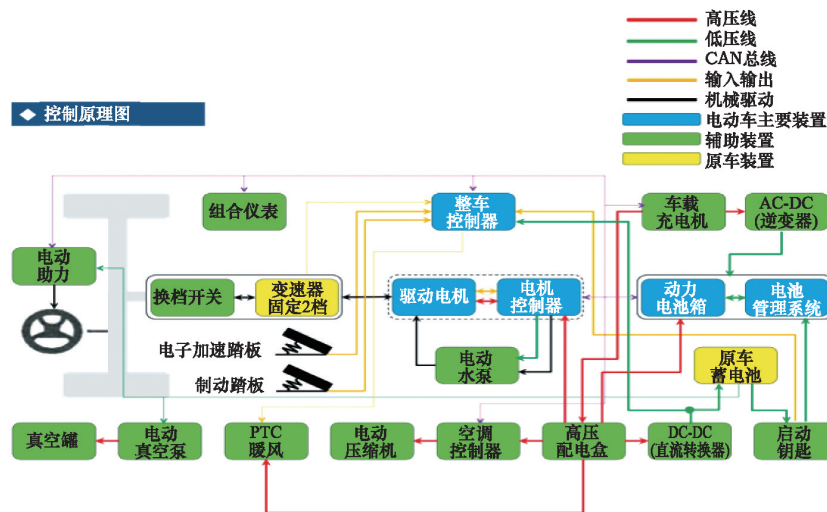 高压线
低压线
CAN总线
输入输出
机械驱动
电动车主要装置
辅助装置
原车装置
控制原理图
组合仪表
整车
控制器
车载
充电机
AC-DC
(逆变器)
电动
助力
换档开关
变速器
固定2档
驱动电机
电机
控制器
动力
电池箱
电池
管理系统
电子加速踏板
制动踏板
电动
水泵
原车
蓄电池
真空罐
电动
真空泵
PTC
暖风
电动
压缩机
空调
控制器
高压
配电盒
DC-DC
(直流转换器)
启动
钥匙